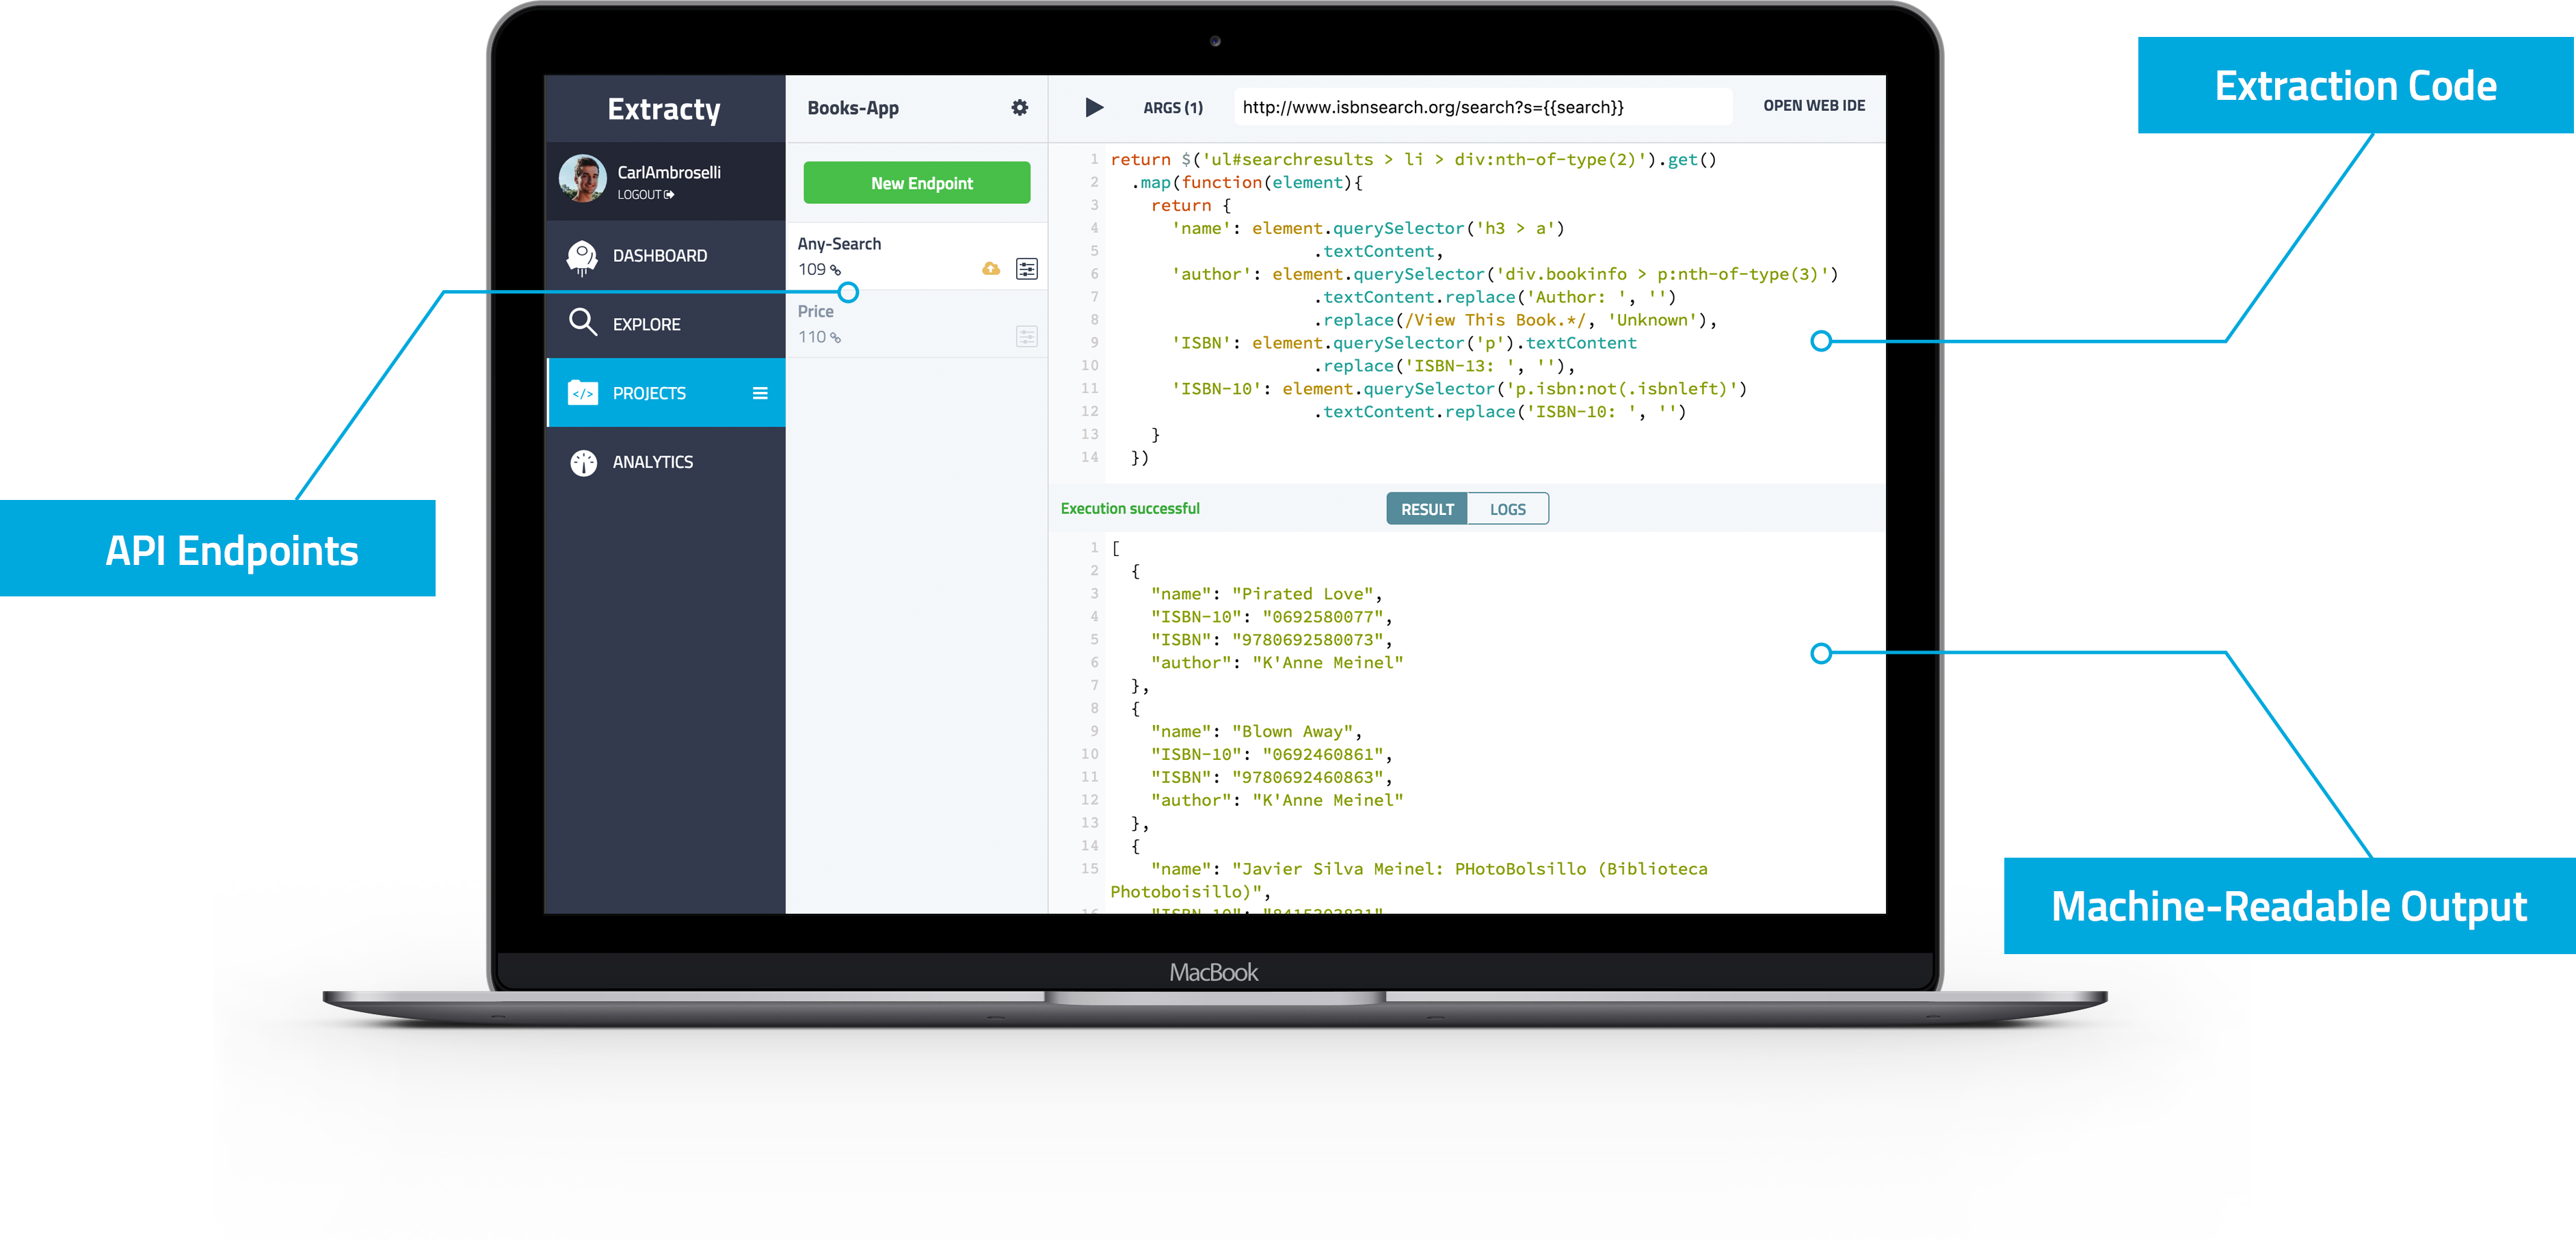 Extracty
CarlAmbroselli
LOGOUT
DASHBOARD
EXPLORE
PROJECTS
ANALYTICS
Books-App
New Endpoint
Any-Search
109
Price
110
ARGS (1)
http://www.isbnsearch.org/search?s={{search}}
OPEN WEB IDE
1 return $('ul#searchresults > li > div:nth-of-type(2)').get()
2 .map(function(element){
3 return {
4 'name': element.querySelector('h3 > a')
5 .textContent,
6 'author': element.querySelector('div.bookinfo > p:nth-of-type(3)')
7 .textContent.replace('Author: ', '')
8 .replace(/View This Book.*/, 'Unknown'),
9 'ISBN': element.querySelector('p').textContent
10 .replace('ISBN-13: ', ''),
11 'ISBN-10': element.querySelector('p.isbn:not(.isbnleft)')
12 .textContent.replace('ISBN-10: ', '')
13 }
14 })
Execution successful
RESULT
LOGS
1 [
2 {
3 "name": "Pirated Love",
4 "ISBN-10": "0692580077",
5 "ISBN": "9780692580073",
6 "author": "K'Anne Meinel"
7 },
8 {
9 "name": "Blown Away",
10 "ISBN-10": "0692460861",
11 "ISBN": "9780692460863",
12 "author": "K'Anne Meinel"
13 },
14 {
15 "name": "Javier Silva Meinel: PHotoBolsillo (Biblioteca
Photoboisillo)",
16 "ISBN-10":
MacBook
API Endpoints
Extraction Code
Machine-Readable Output